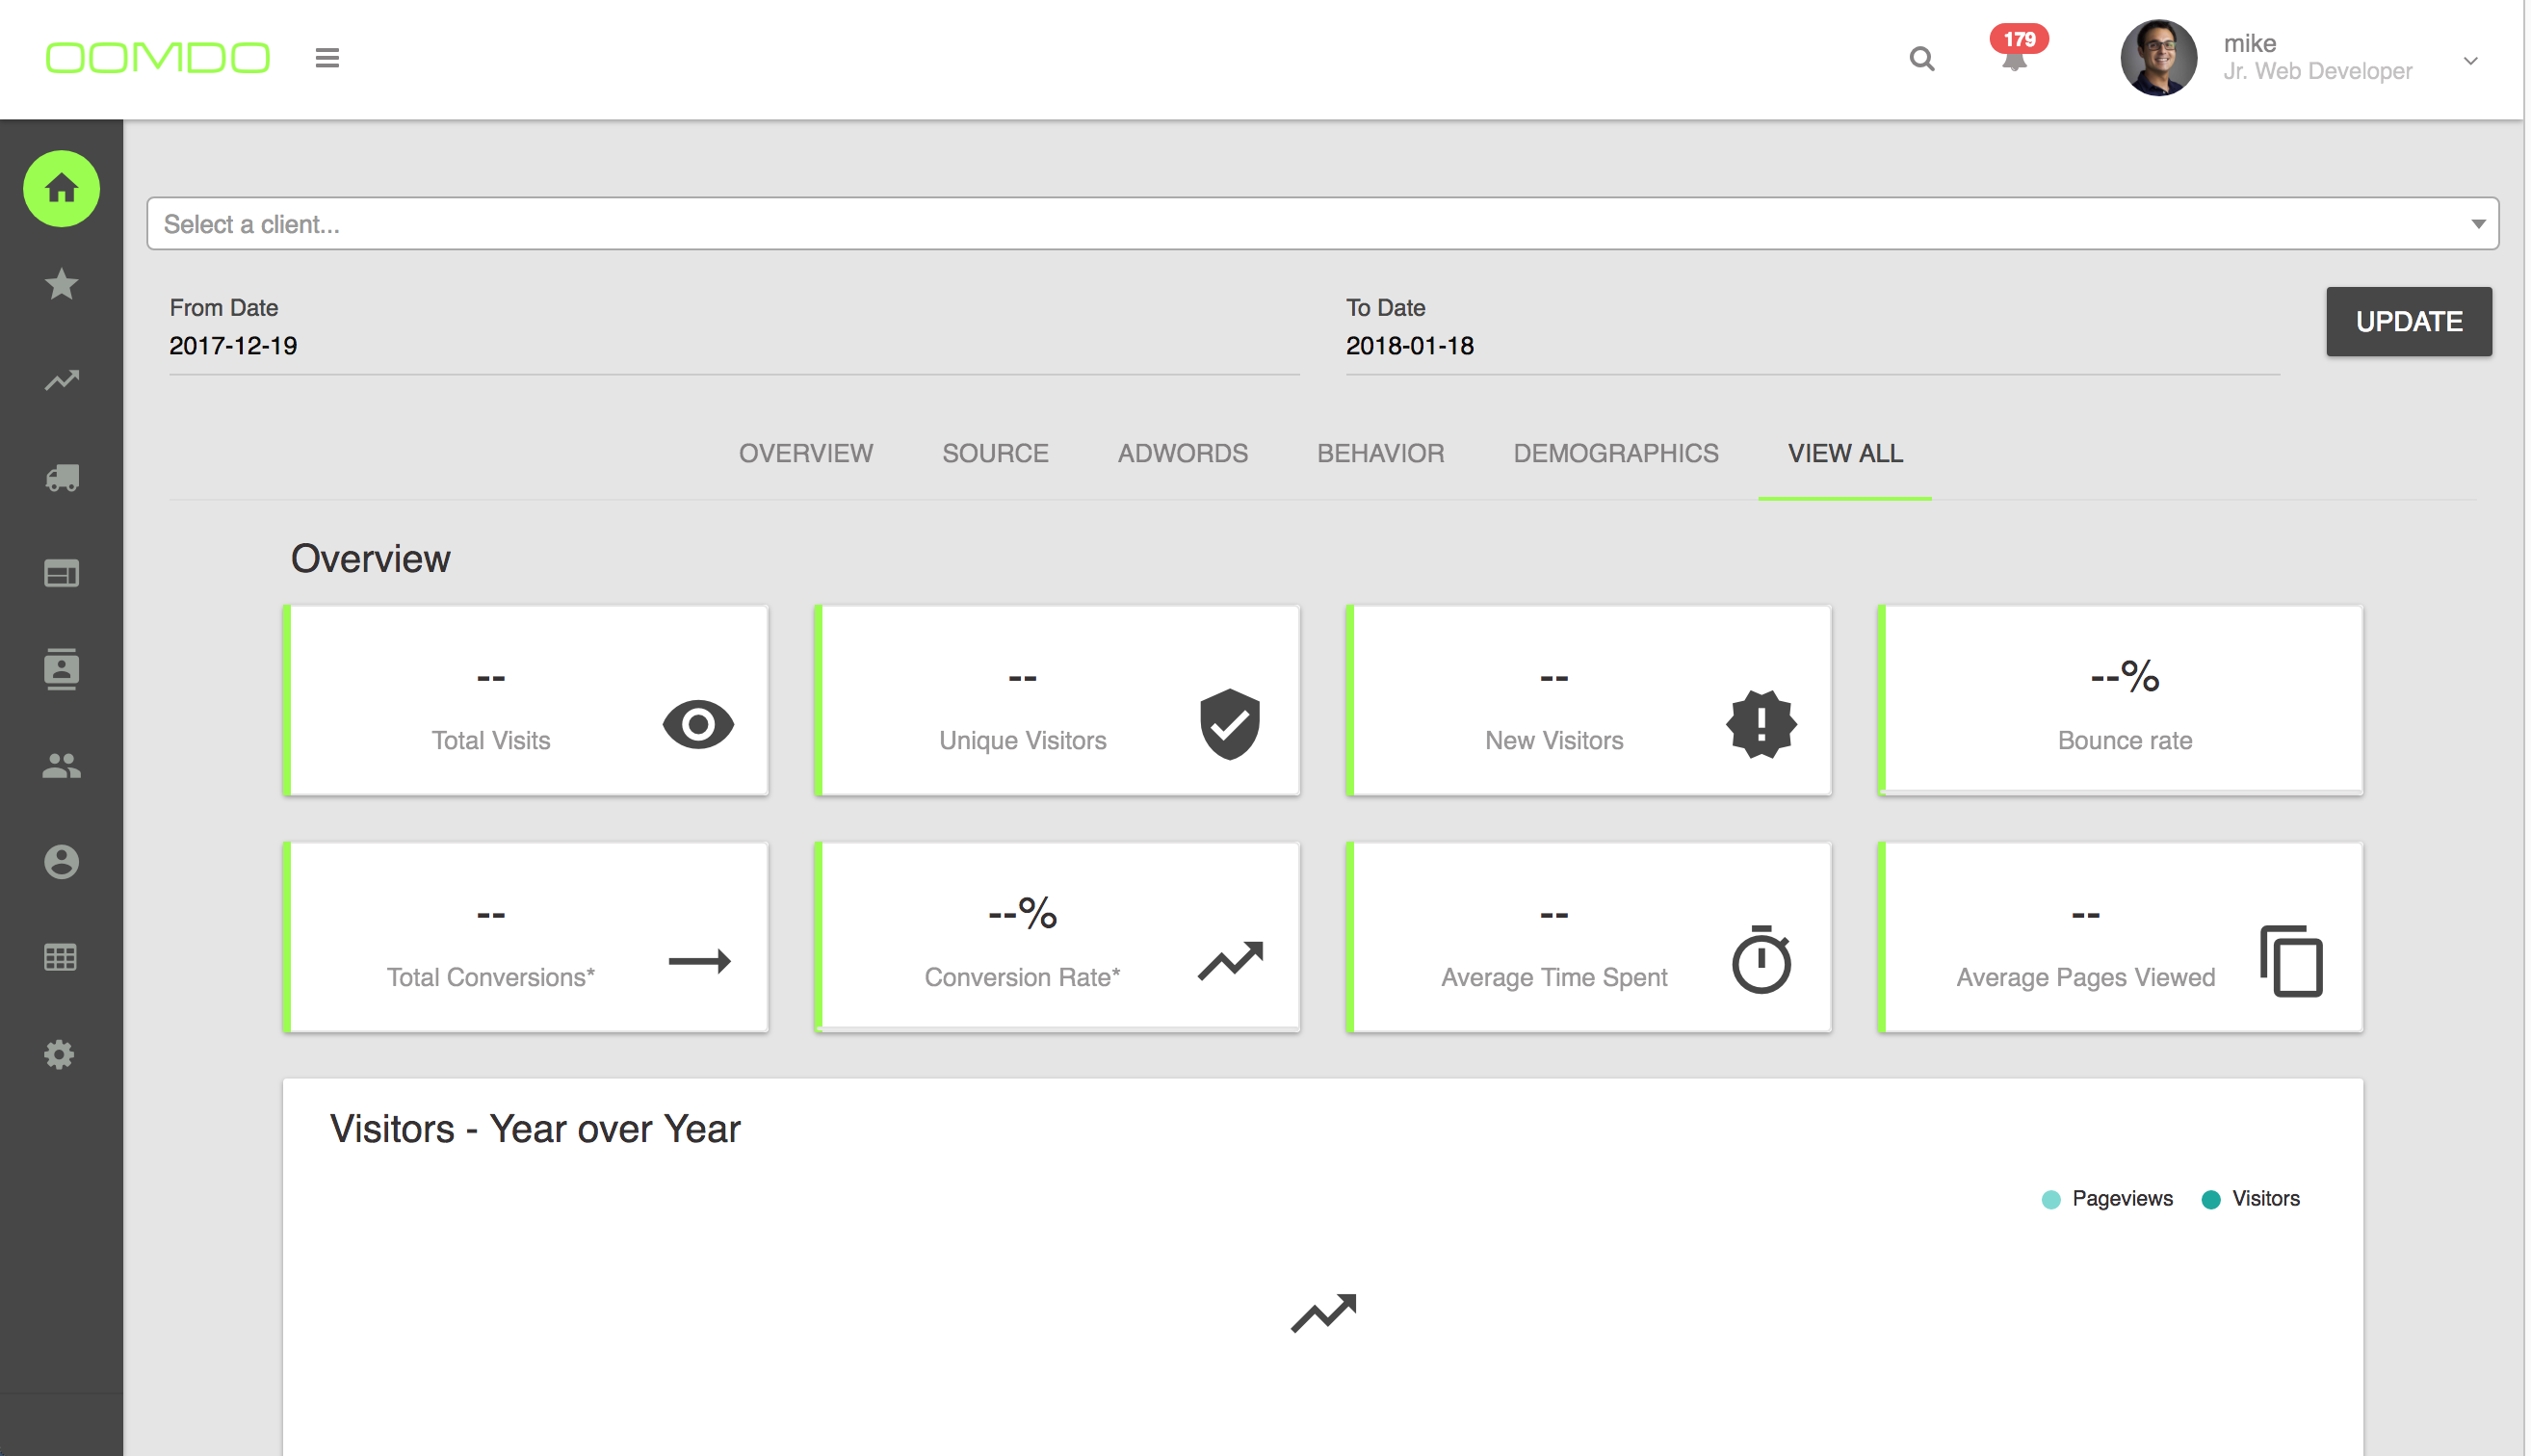 OOMDO
179
mike
Jr. Web Developer
Select a client...
From Date
2017-12-19
To Date
2018-01-18
UPDATE
OVERVIEW SOURCE ADWORDS BEHAVIOR DEMOGRAPHICS VIEW ALL
Overview
--
Total Visits
--
Unique Visitors
--
New Visitors
--%
Bounce rate
--
Total Conversions*
--%
Conversion Rate*
--
Average Time Spent
--
Average Pages Viewed
Visitors - Year over Year
Pageviews Visitors